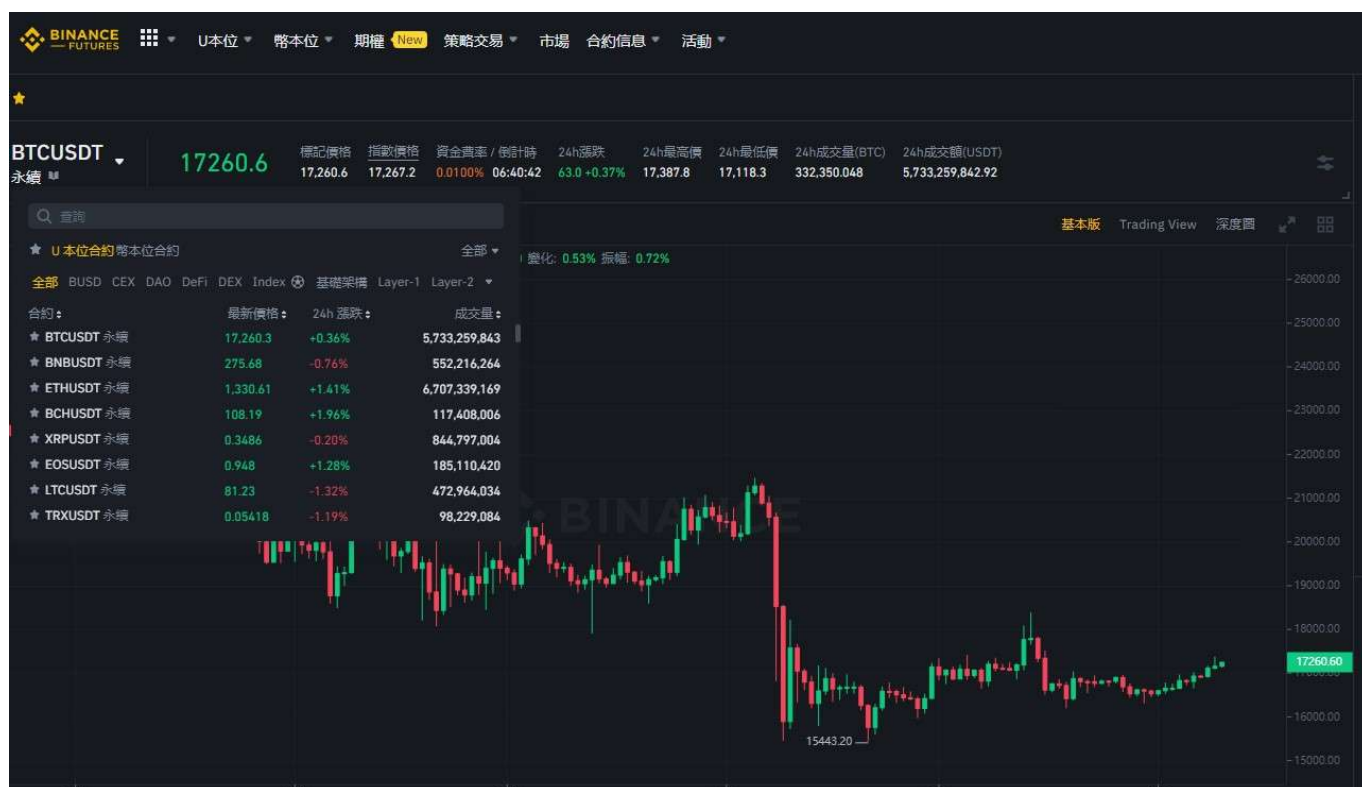 BINANCE
FUTURES
U本位 幣本位 期權 New 策略交易 市場 合約信息 活動
BTCUSDT
永續
17260.6
標記價格 指數價格 資金費率 / 倒計時 24h漲跌 24h最高價 24h最低價 24h成交量(BTC) 24h成交額(USDT)
17,260.6 17,267.2 0.0100% 06:40:42 63.0 +0.37% 17,387.8 17,118.3 332,350.048 5,733,259,842.92
查詢
基本版 Trading View 深度圖
U 本位合約 幣本位合約 全部
變化: 0.53% 振幅: 0.72%
全部 BUSD CEX DAO DeFi DEX Index 基礎架構 Layer-1 Layer-2
合約 最新價格 24h 漲跌 成交量
BTCUSDT 永續 17,260.3 +0.36% 5,733,259,843
BNBUSDT 永續 275.68 -0.76% 552,216,264
ETHUSDT 永續 1,330.61 +1.41% 6,707,339,169
BCHUSDT 永續 108.19 +1.96% 117,408,006
XRPUSDT 永續 0.3486 -0.20% 844,797,004
EOSUSDT 永續 0.948 +1.28% 185,110,420
LTCUSDT 永續 81.23 -1.32% 472,964,034
TRXUSDT 永續 0.05418 -1.19% 98,229,084
BINANCE
26000.00
25000.00
24000.00
23000.00
22000.00
21000.00
20000.00
19000.00
18000.00
17260.60
16000.00
15443.20
15000.00